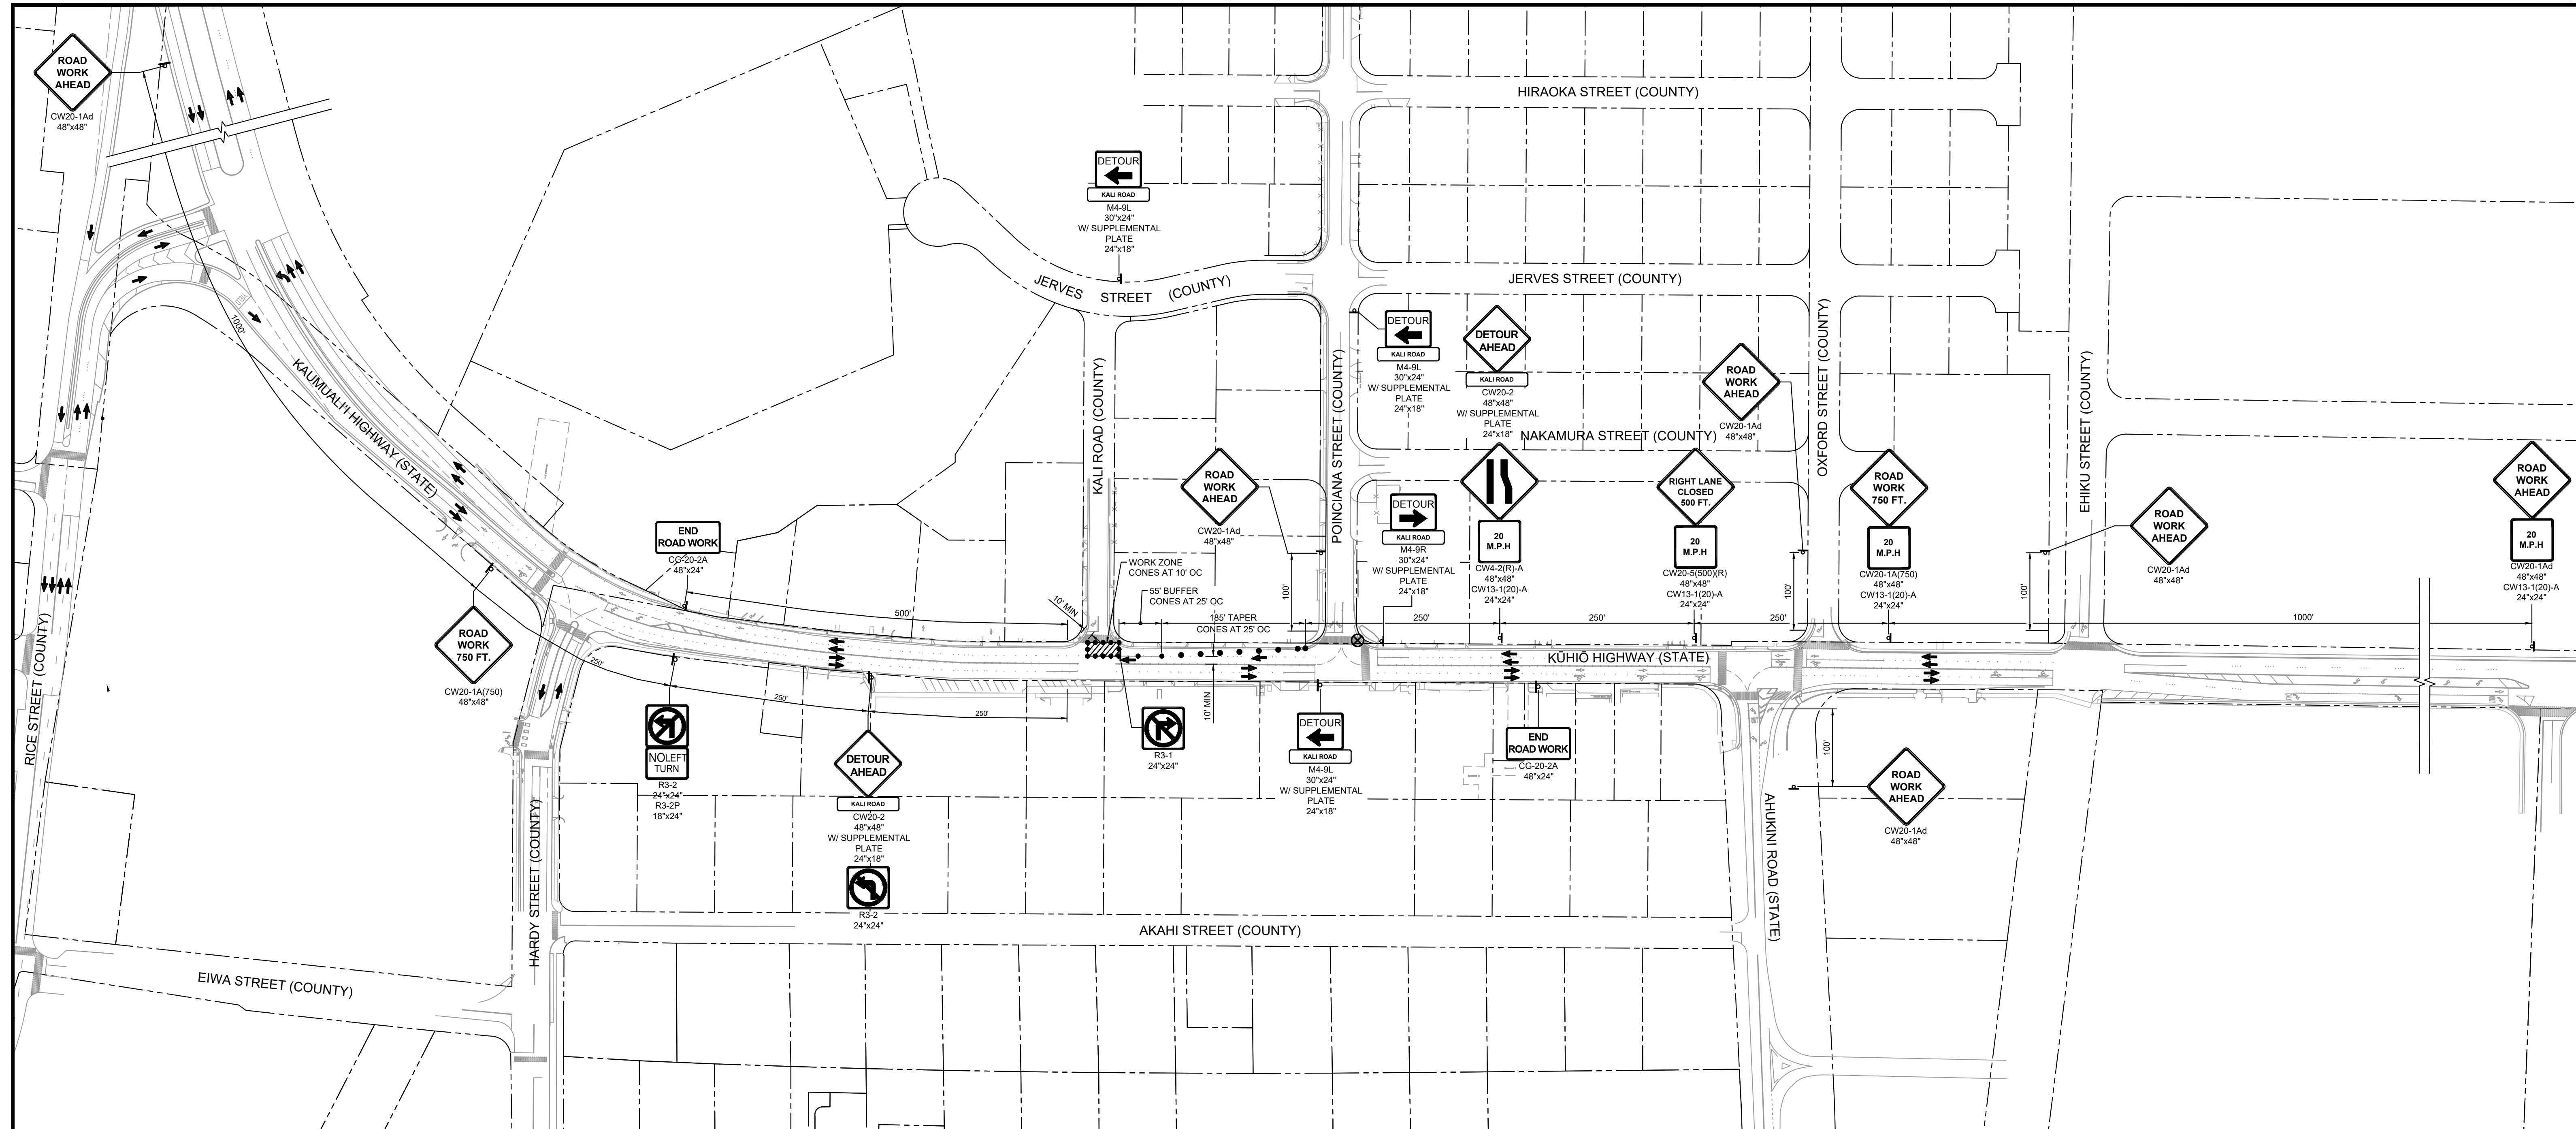 ROAD
WORK
AHEAD
CW20-1Ad
48"x48"
HIRAOKA STREET (COUNTY)
DETOUR
KALI ROAD
M4-9L
30"x24"
W/ SUPPLEMENTAL
PLATE
24"x18"
JERVES STREET (COUNTY)
JERVES STREET (COUNTY)
1000'
KAUMUALI'I HIGHWAY (STATE)
KALI ROAD (COUNTY)
POINCIANA STREET (COUNTY)
DETOUR
KALI ROAD
M4-9L
30"x24"
W/ SUPPLEMENTAL
PLATE
24"x18"
DETOUR
AHEAD
KALI ROAD
CW20-2
48"x48"
W/ SUPPLEMENTAL
PLATE
24"x18"
NAKAMURA STREET (COUNTY)
ROAD
WORK
AHEAD
CW20-1Ad
48"x48"
OXFORD STREET (COUNTY)
EHIKU STREET (COUNTY)
ROAD
WORK
AHEAD
CW20-1Ad
48"x48"
100'
DETOUR
KALI ROAD
M4-9R
30"x24"
W/ SUPPLEMENTAL
PLATE
24"x18"
20
M.P.H
CW4-2(R)-A
48"x48"
CW13-1(20)-A
24"x24"
RIGHT LANE
CLOSED
500 FT.
20
M.P.H
CW20-5(500)(R)
48"x48"
CW13-1(20)-A
24"x24"
100'
ROAD
WORK
750 FT.
20
M.P.H
CW20-1A(750)
48"x48"
CW13-1(20)-A
24"x24"
100'
ROAD
WORK
AHEAD
CW20-1Ad
48"x48"
ROAD
WORK
AHEAD
20
M.P.H
CW20-1Ad
48"x48"
CW13-1(20)-A
24"x24"
END
ROAD WORK
CG-20-2A
48"x24"
500'
10' MIN
WORK ZONE
CONES AT 10' OC
55' BUFFER
CONES AT 25' OC
185' TAPER
CONES AT 25' OC
250'
250'
250'
1000'
KŪHIŌ HIGHWAY (STATE)
ROAD
WORK
750 FT.
CW20-1A(750)
48"x48"
250'
250'
250'
10' MIN
RICE STREET (COUNTY)
NO LEFT
TURN
R3-2
24"x24"
R3-2P
18"x24"
DETOUR
AHEAD
KALI ROAD
CW20-2
48"x48"
W/ SUPPLEMENTAL
PLATE
24"x18"
R3-2
24"x24"
R3-1
24"x24"
DETOUR
KALI ROAD
M4-9L
30"x24"
W/ SUPPLEMENTAL
PLATE
24"x18"
END
ROAD WORK
CG-20-2A
48"x24"
100'
ROAD
WORK
AHEAD
CW20-1Ad
48"x48"
HARDY STREET (COUNTY)
AHUKINI ROAD (STATE)
AKAHI STREET (COUNTY)
EIWA STREET (COUNTY)